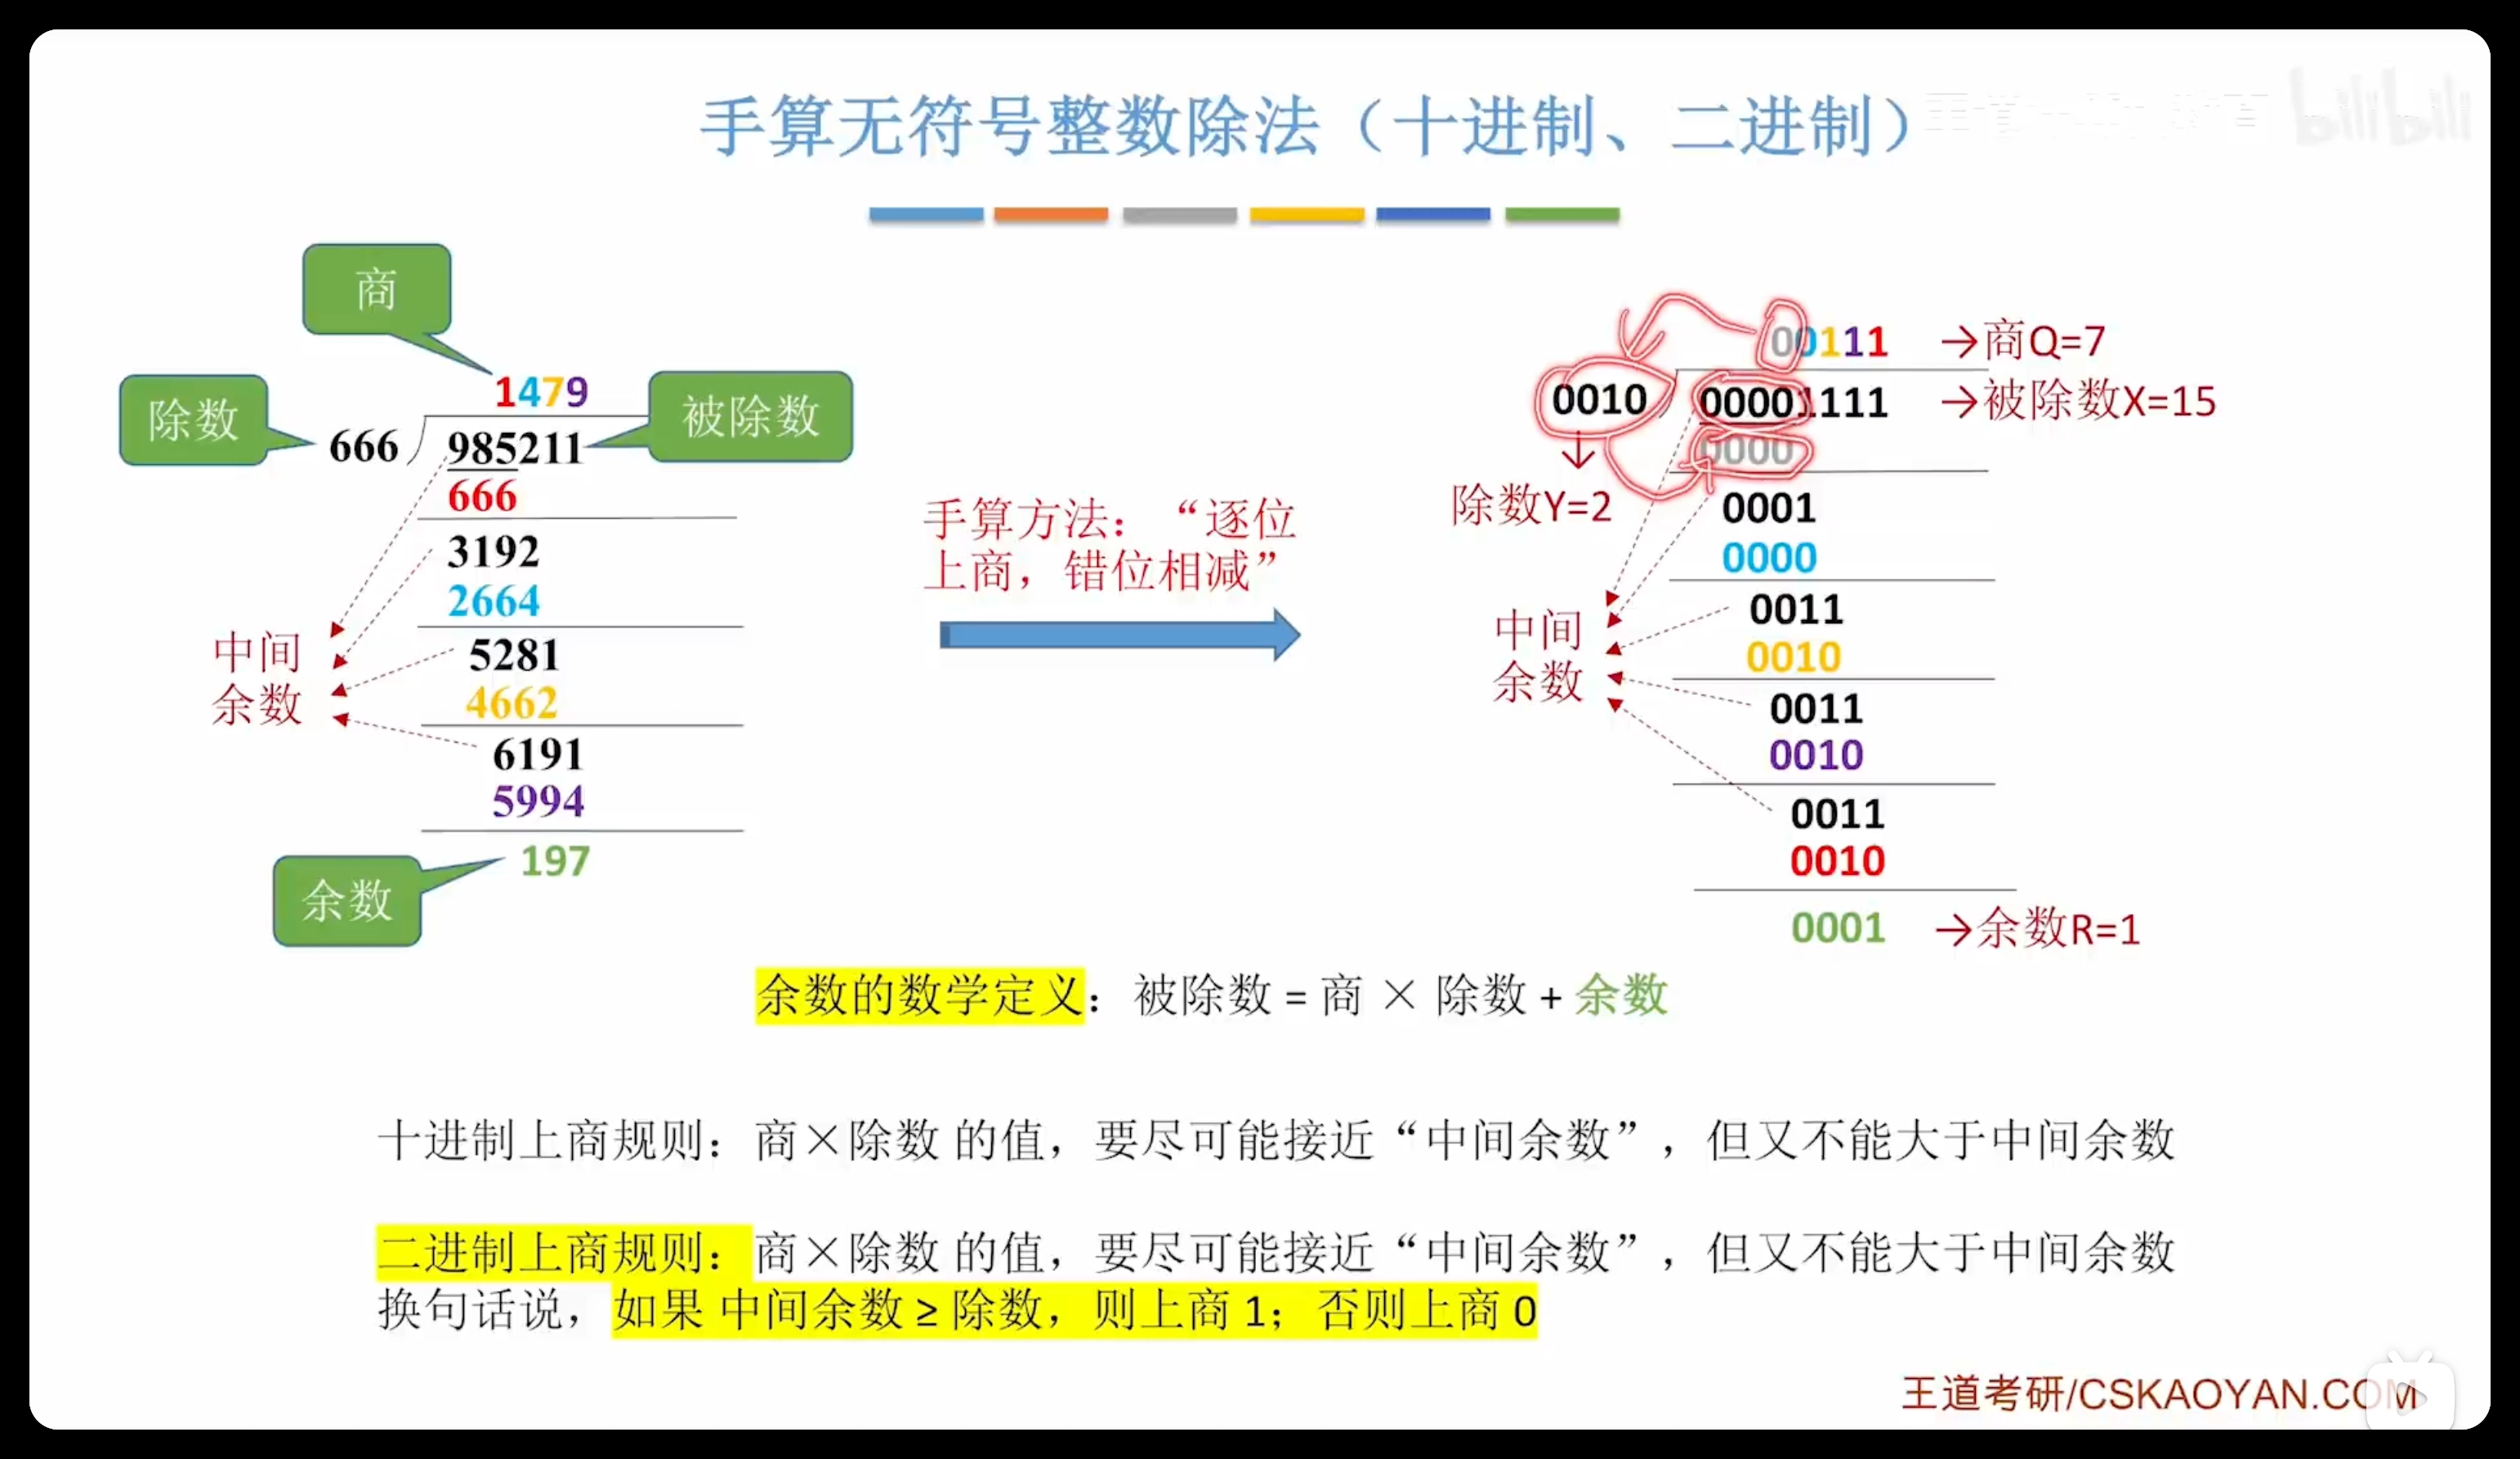 手算无符号整数除法（十进制、二进制）
bilibili
商
1479
除数
被除数
666
985211
666
3192
2664
5281
4662
6191
5994
197
中间
余数
余数
手算方法：“逐位
上商，错位相减”
00111
→商Q=7
0010
00001111
→被除数X=15
0000
除数Y=2
0001
0000
0011
0010
0011
0010
0011
0010
0001
→余数R=1
中间
余数
余数的数学定义：被除数 = 商 × 除数 + 余数
十进制上商规则：商×除数 的值，要尽可能接近“中间余数”，但又不能大于中间余数
二进制上商规则：商×除数 的值，要尽可能接近“中间余数”，但又不能大于中间余数
换句话说，如果 中间余数 ≥ 除数，则上商 1；否则上商 0
王道考研/CSKAOYAN.COM